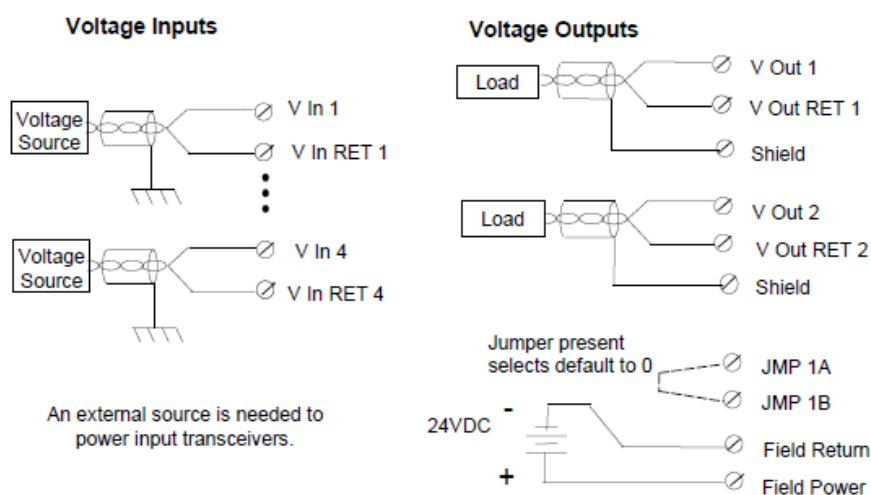 Voltage Inputs
Voltage
Source
V In 1
V In RET 1
Voltage
Source
V In 4
V In RET 4
An external source is needed to
power input transceivers.
Voltage Outputs
Load
V Out 1
V Out RET 1
Shield
Load
V Out 2
V Out RET 2
Shield
Jumper present
selects default to 0
JMP 1A
JMP 1B
24VDC
-
+
Field Return
Field Power